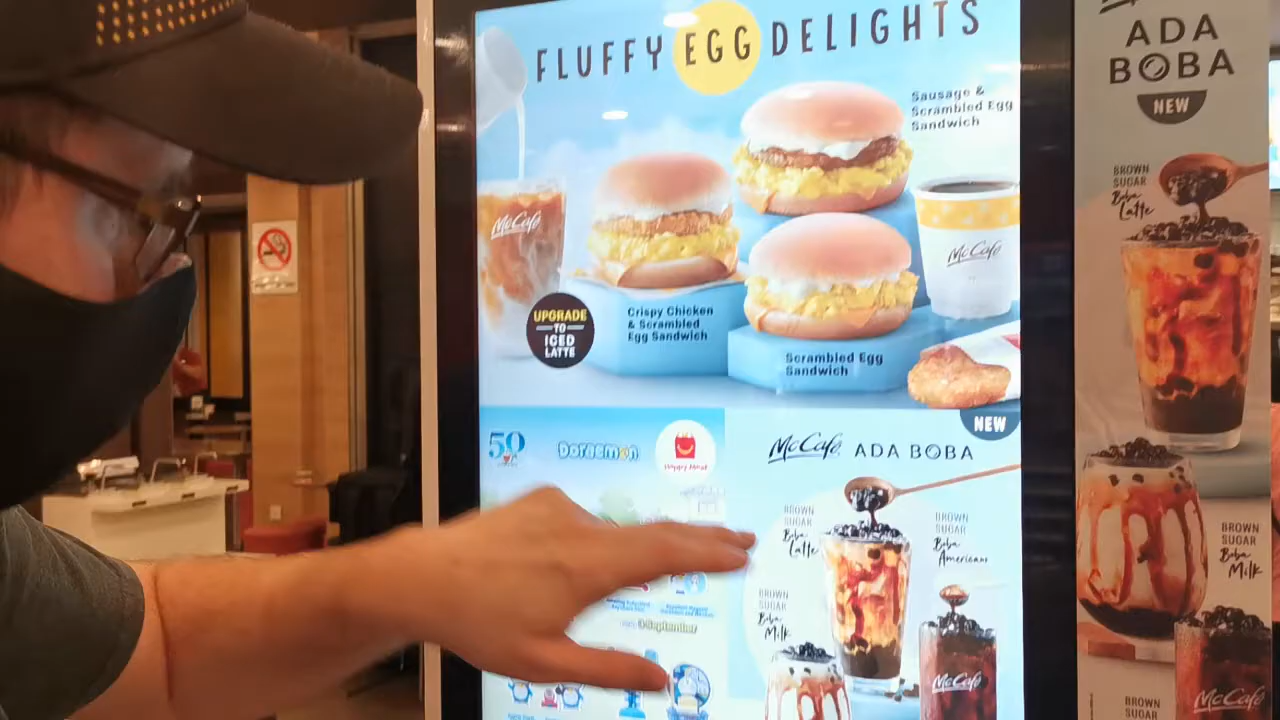 FLUFFY EGG DELIGHTS
Sausage &
Scrambled Egg
Sandwich
McCafé
McCafé
UPGRADE
TO
ICED
LATTE
Crispy Chicken
& Scrambled
Egg Sandwich
Scrambled Egg
Sandwich
NEW
50
Doraemon
Happy Meal
McCafé ADA BOBA
BROWN
SUGAR
Boba
Latte
BROWN
SUGAR
Boba
Americano
BROWN
SUGAR
Boba
Milk
3 September
McCafé
ADA
BOBA
NEW
BROWN
SUGAR
Boba
Latte
BROWN
SUGAR
Boba
Milk
BROWN
SUGAR
McCafé